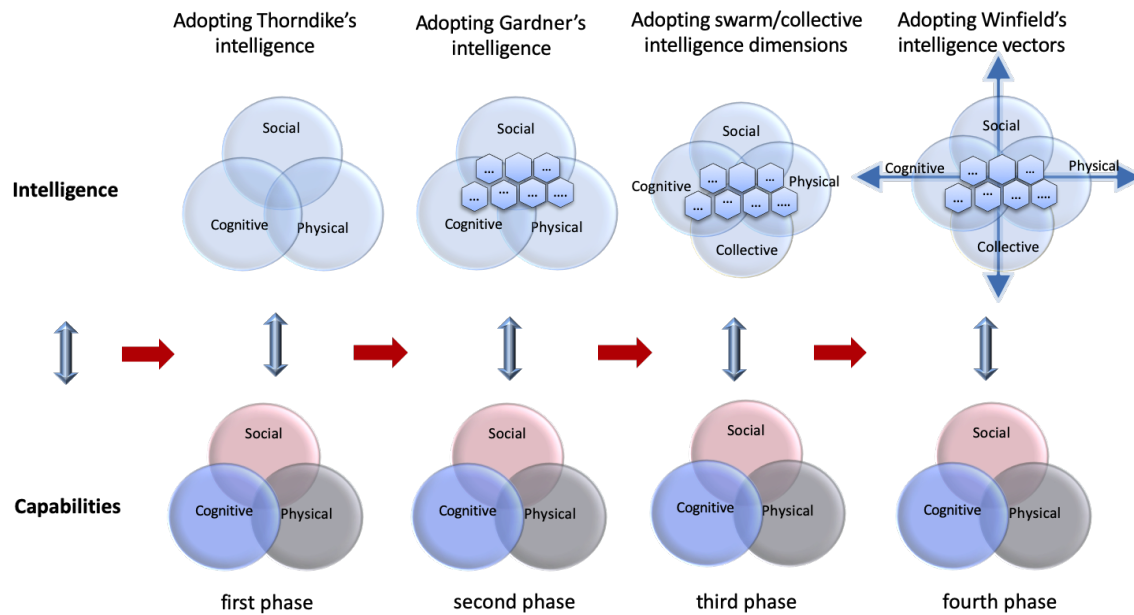 Adopting Thorndike’s
intelligence
Adopting Gardner’s
intelligence
Adopting swarm/collective
intelligence dimensions
Adopting Winfield’s
intelligence vectors
Intelligence
Social
Cognitive
Physical
Social
...
...
...
...
...
....
Cognitive
Physical
Social
...
...
Cognitive
Physical
...
...
...
....
Collective
Social
Cognitive
Physical
...
...
...
...
...
....
Collective
Capabilities
Social
Cognitive
Physical
Social
Cognitive
Physical
Social
Cognitive
Physical
Social
Cognitive
Physical
first phase
second phase
third phase
fourth phase